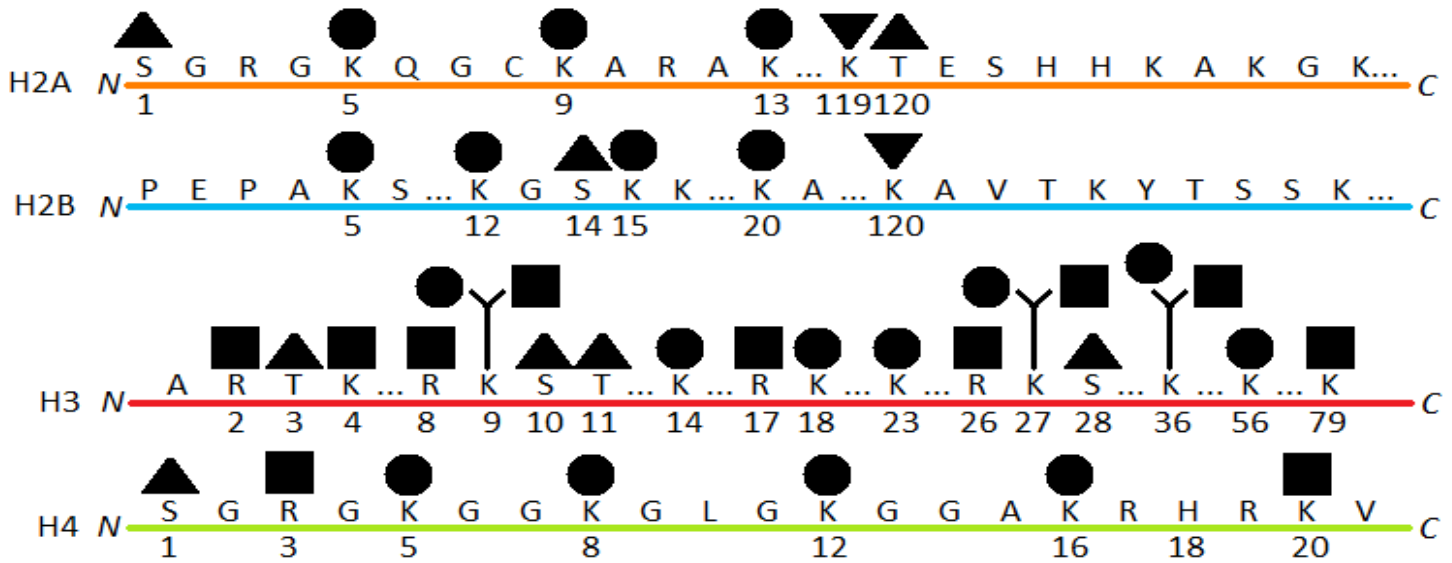 S G R G K Q G C K A R A K ... K T E S H H K A K G K...
H2A N C
1 5 9 13 119 120
P E P A K S ... K G S K K ... K A ... K A V T K Y T S S K ...
H2B N C
5 12 14 15 20 120
A R T K ... R K S T ... K ... R K ... K ... R K S ... K ... K ... K
H3 N C
2 3 4 8 9 10 11 14 17 18 23 26 27 28 36 56 79
S G R G K G G K G L G K G G A K R H R K V
H4 N C
1 3 5 8 12 16 18 20